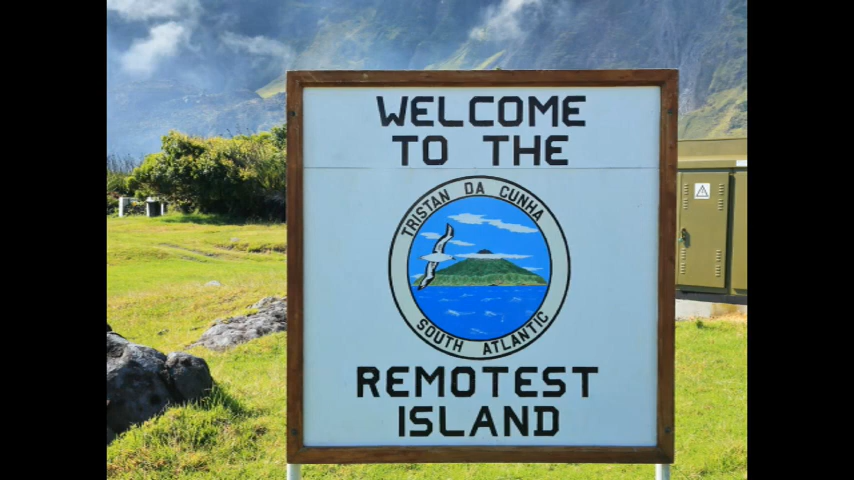 WELCOME
TO THE
TRISTAN DA CUNHA
SOUTH ATLANTIC
REMOTEST
ISLAND